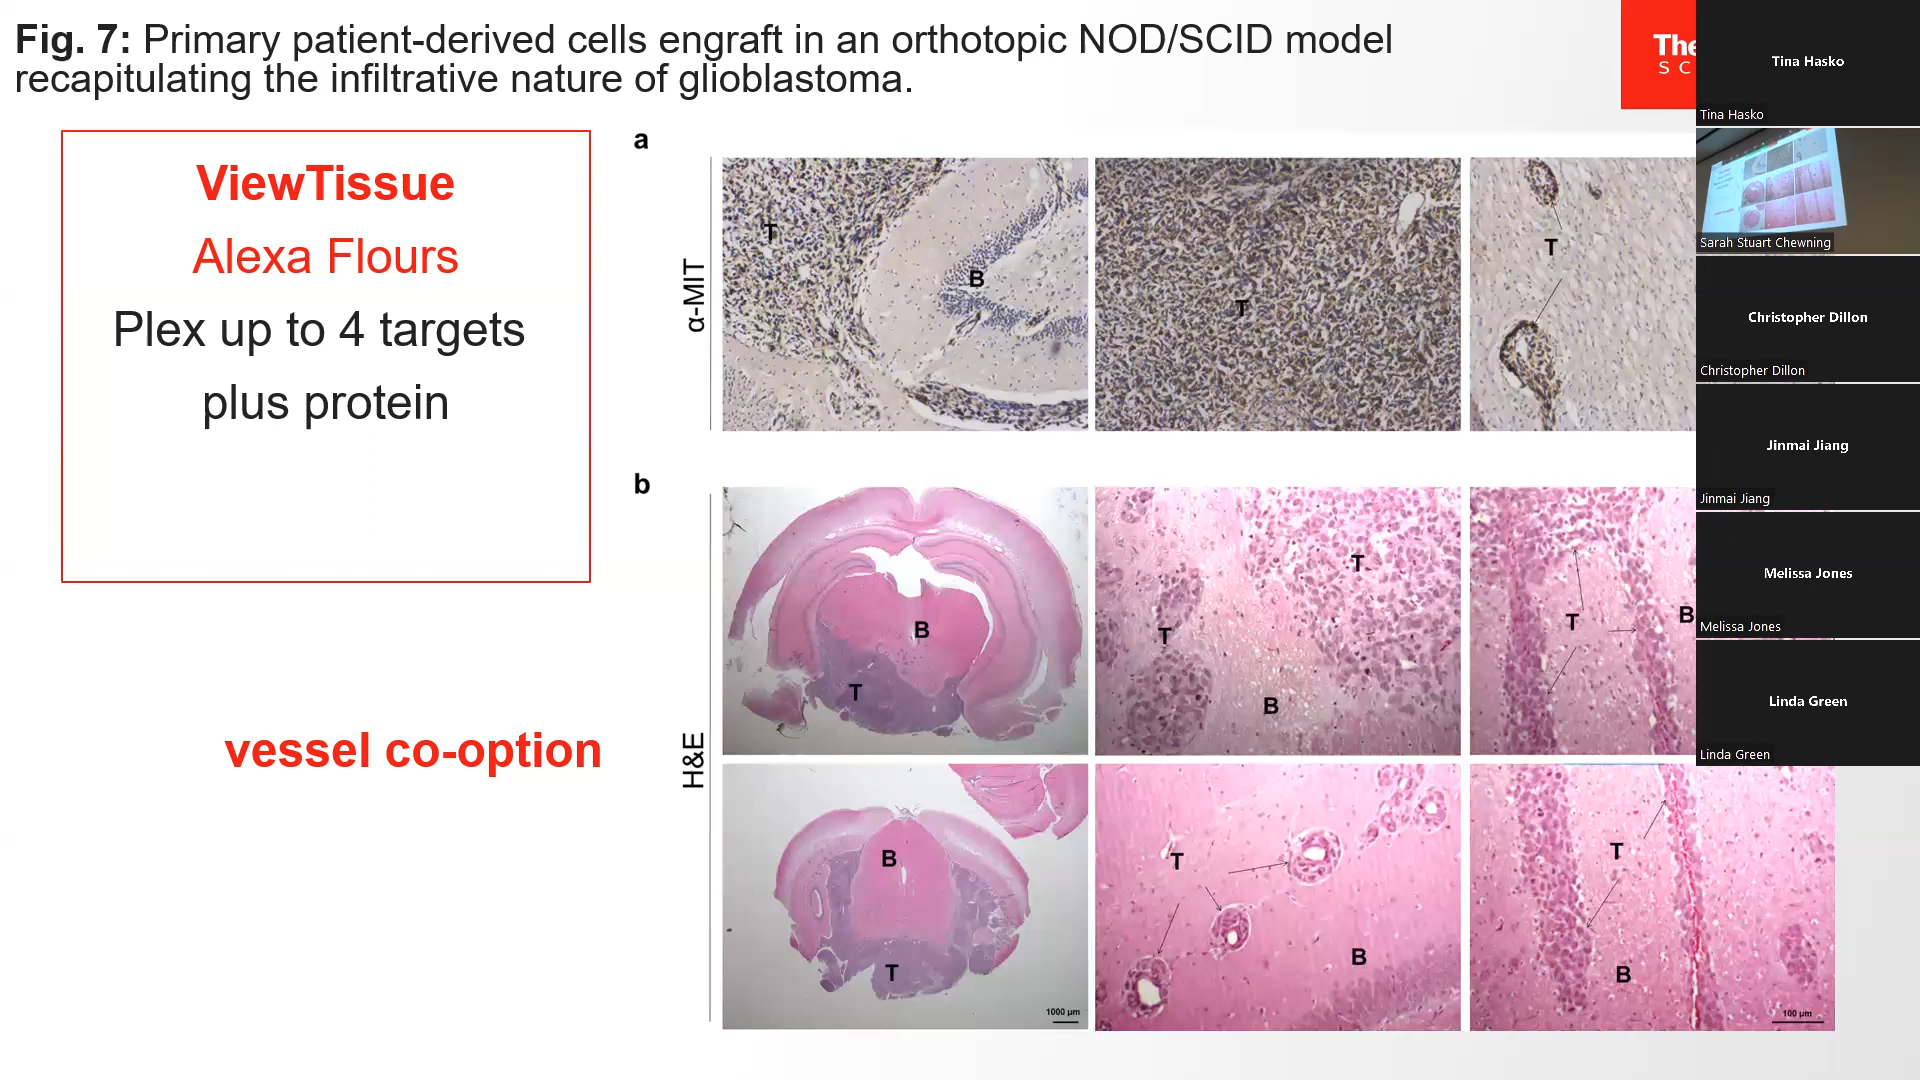 Fig. 7: Primary patient-derived cells engraft in an orthotopic NOD/SCID model
recapitulating the infiltrative nature of glioblastoma.
The
S C
ViewTissue
Alexa Flours
Plex up to 4 targets
plus protein
vessel co-option
a
α-MIT
T
B
T
T
b
H&E
B
T
T
T
B
T
B
B
T
1000 µm
T
B
T
B
100 µm
Tina Hasko
Tina Hasko
Sarah Stuart Chewning
Christopher Dillon
Christopher Dillon
Jinmai Jiang
Jinmai Jiang
Melissa Jones
Melissa Jones
Linda Green
Linda Green